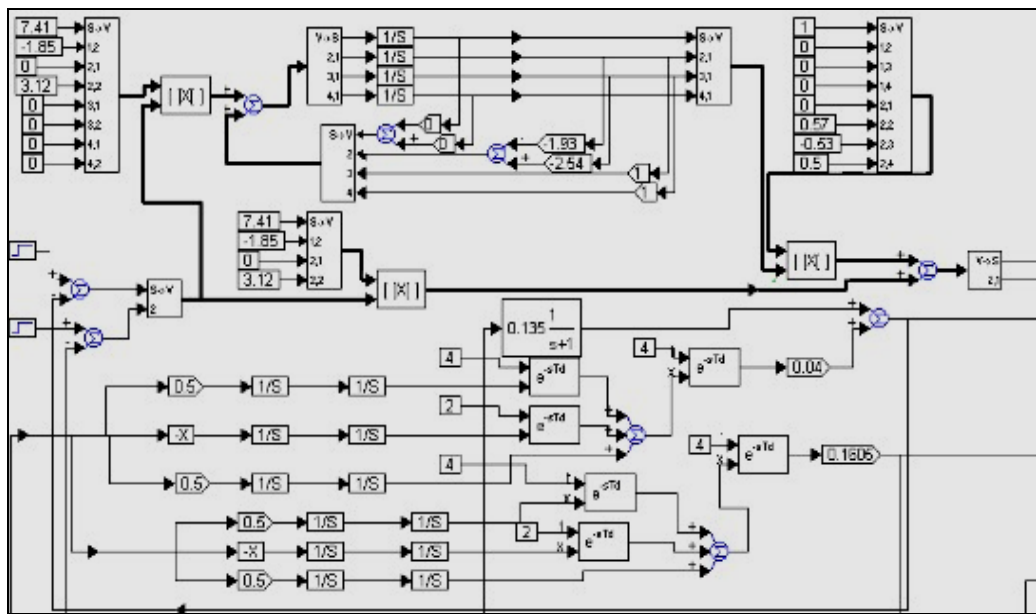 7.41 S→V
-1.85 1,2
0 2,1
3.12 2,2
0 3,1
0 3,2
0 4,1
0 4,2
[ ]X[ ]
Σ
V→S 1/S
2,1 1/S
3,1 1/S
4,1 1/S
S→V
2,1
3,1
4,1
1 S→V
0 1,2
0 1,3
0 1,4
0 2,1
0.57 2,2
-0.53 2,3
0.5 2,4
S→V
2
3
4
Σ
0
0
Σ
-1.93
-2.54
1
1
7.41 S→V
-1.85 1,2
0 2,1
3.12 2,2
[ ]X[ ]
[ ]X[ ]
Σ
V→S
2,1
Σ
S→V
2
Σ
0.135 1
s+1
Σ
4
e-sTd
4
e-sTd
0.04
0.5 1/S 1/S
2
e-sTd
-X 1/S 1/S
Σ
4
e-sTd
0.1605
0.5 1/S 1/S
4
e-sTd
0.5 1/S 1/S
2
e-sTd
-X 1/S 1/S
Σ
0.5 1/S 1/S